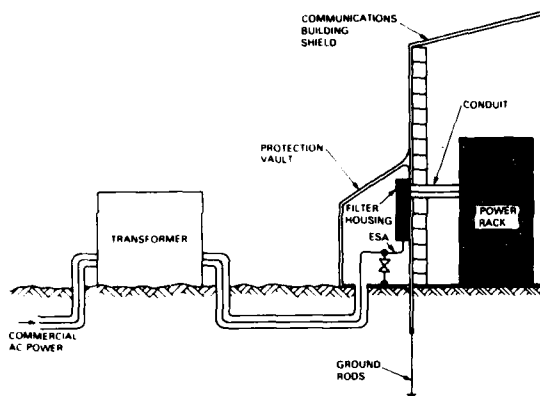 COMMUNICATIONS
BUILDING
SHIELD
CONDUIT
PROTECTION
VAULT
FILTER
HOUSING
POWER
RACK
TRANSFORMER
ESA
COMMERCIAL
AC POWER
GROUND
RODS